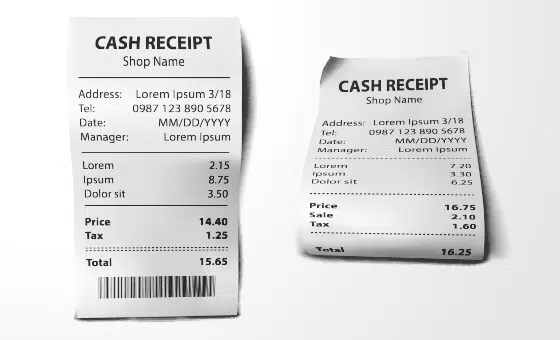 CASH RECEIPT
Shop Name
Address: Lorem Ipsum 3/18
Tel: 0987 123 890 5678
Date: MM/DD/YYYY
Manager: Lorem Ipsum
Lorem 2.15
Ipsum 8.75
Dolor sit 3.50
Price 14.40
Tax 1.25
Total 15.65
CASH RECEIPT
Shop Name
Address: Lorem Ipsum 3/18
Tel: 0987 123 890 5678
Date: MM/DD/YYYY
Manager: Lorem Ipsum
Lorem 7.20
Ipsum 3.30
Dolor sit 6.25
Price 16.75
Sale 2.10
Tax 1.60
Total 16.25